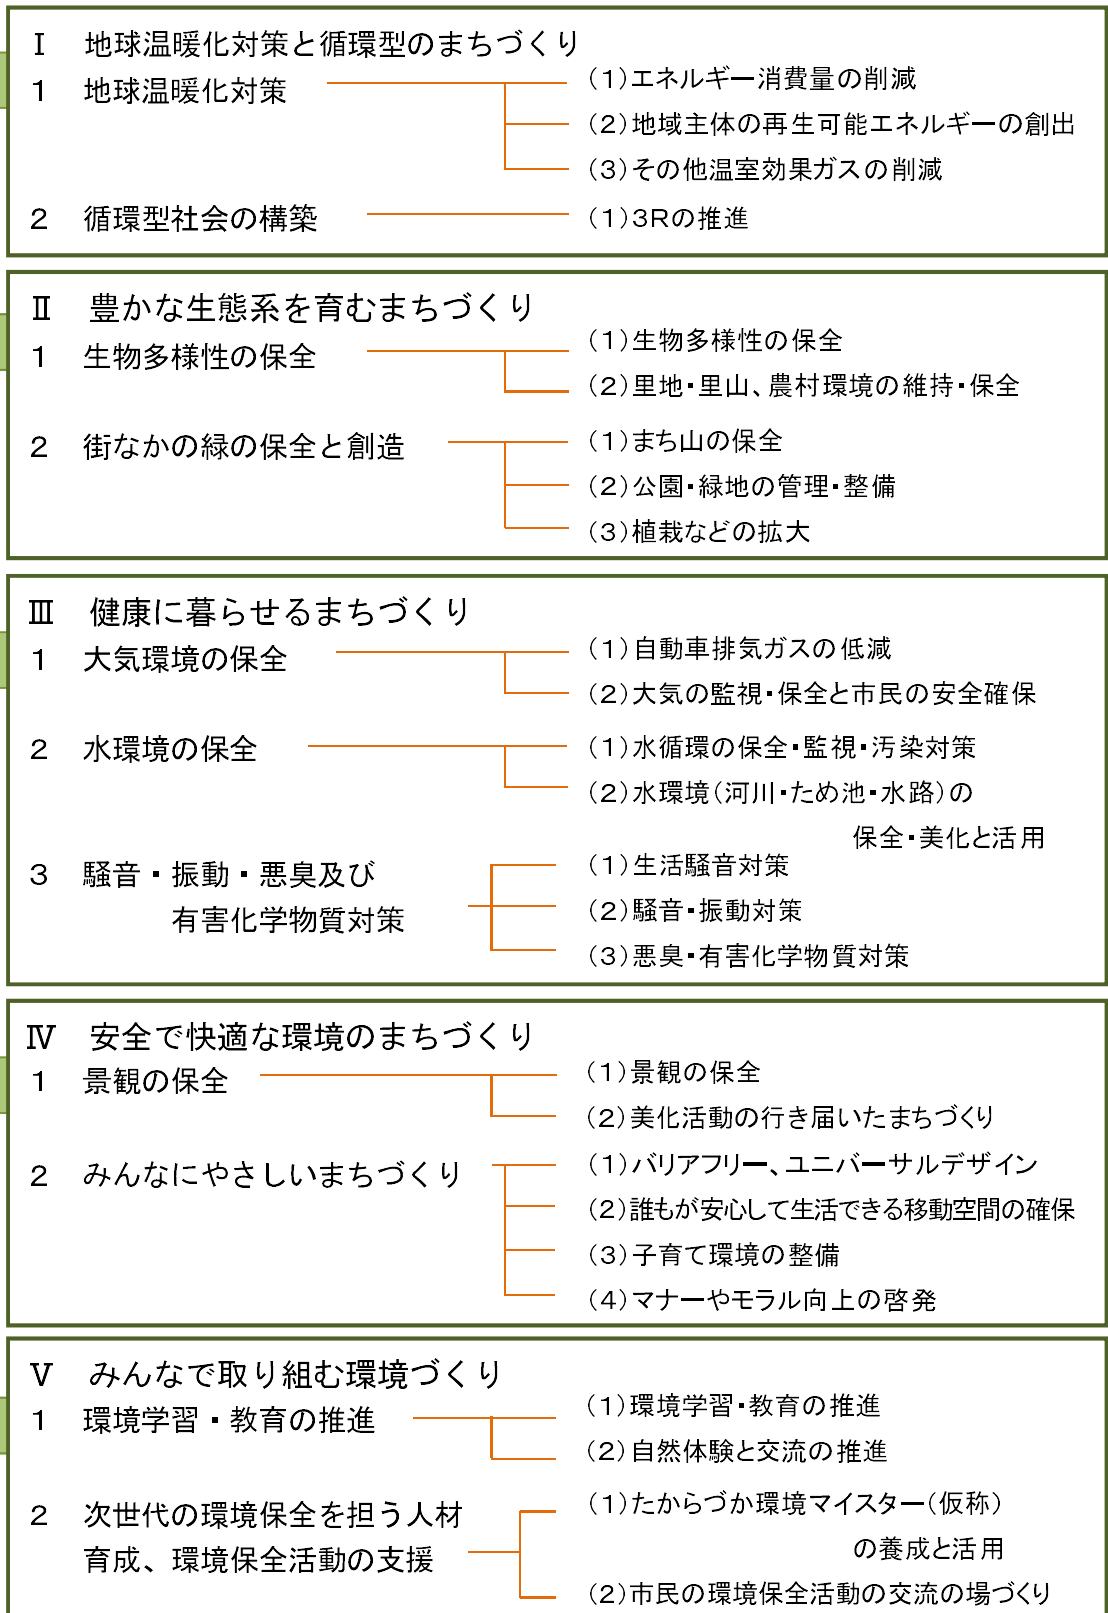 Ⅰ 地球温暖化対策と循環型のまちづくり
1 地球温暖化対策
(1)エネルギー消費量の削減
(2)地域主体の再生可能エネルギーの創出
(3)その他温室効果ガスの削減
2 循環型社会の構築
(1)3Rの推進
Ⅱ 豊かな生態系を育むまちづくり
1 生物多様性の保全
(1)生物多様性の保全
(2)里地・里山、農村環境の維持・保全
2 街なかの緑の保全と創造
(1)まち山の保全
(2)公園・緑地の管理・整備
(3)植栽などの拡大
Ⅲ 健康に暮らせるまちづくり
1 大気環境の保全
(1)自動車排気ガスの低減
(2)大気の監視・保全と市民の安全確保
2 水環境の保全
(1)水循環の保全・監視・汚染対策
(2)水環境(河川・ため池・水路)の
保全・美化と活用
3 騒音・振動・悪臭及び
有害化学物質対策
(1)生活騒音対策
(2)騒音・振動対策
(3)悪臭・有害化学物質対策
Ⅳ 安全で快適な環境のまちづくり
1 景観の保全
(1)景観の保全
(2)美化活動の行き届いたまちづくり
2 みんなにやさしいまちづくり
(1)バリアフリー、ユニバーサルデザイン
(2)誰もが安心して生活できる移動空間の確保
(3)子育て環境の整備
(4)マナーやモラル向上の啓発
Ⅴ みんなで取り組む環境づくり
1 環境学習・教育の推進
(1)環境学習・教育の推進
(2)自然体験と交流の推進
2 次世代の環境保全を担う人材
育成、環境保全活動の支援
(1)たからづか環境マイスター(仮称)
の養成と活用
(2)市民の環境保全活動の交流の場づくり